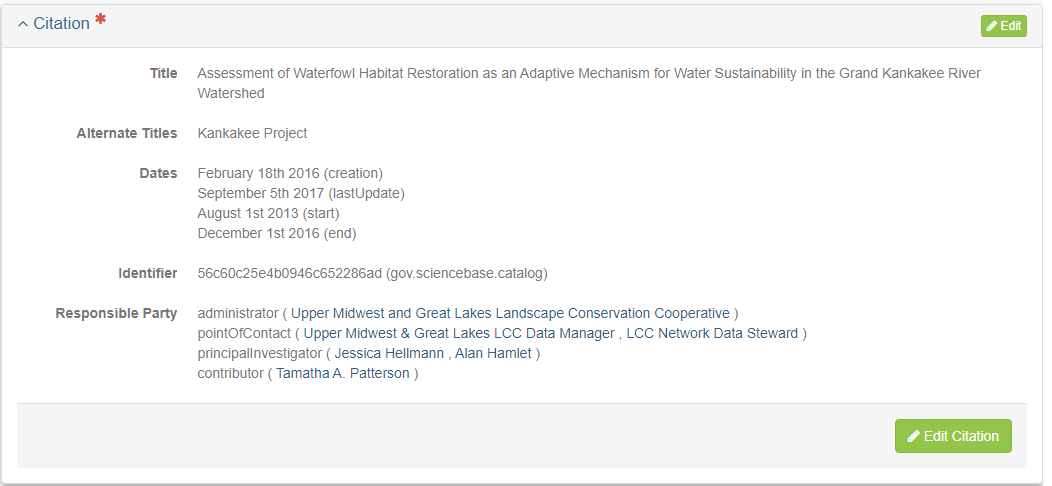 Citation *
Edit
Title Assessment of Waterfowl Habitat Restoration as an Adaptive Mechanism for Water Sustainability in the Grand Kankakee River
Watershed
Alternate Titles Kankakee Project
Dates February 18th 2016 (creation)
September 5th 2017 (lastUpdate)
August 1st 2013 (start)
December 1st 2016 (end)
Identifier 56c60c25e4b0946c652286ad (gov.sciencebase.catalog)
Responsible Party administrator ( Upper Midwest and Great Lakes Landscape Conservation Cooperative )
pointOfContact ( Upper Midwest & Great Lakes LCC Data Manager , LCC Network Data Steward )
principalInvestigator ( Jessica Hellmann , Alan Hamlet )
contributor ( Tamatha A. Patterson )
Edit Citation